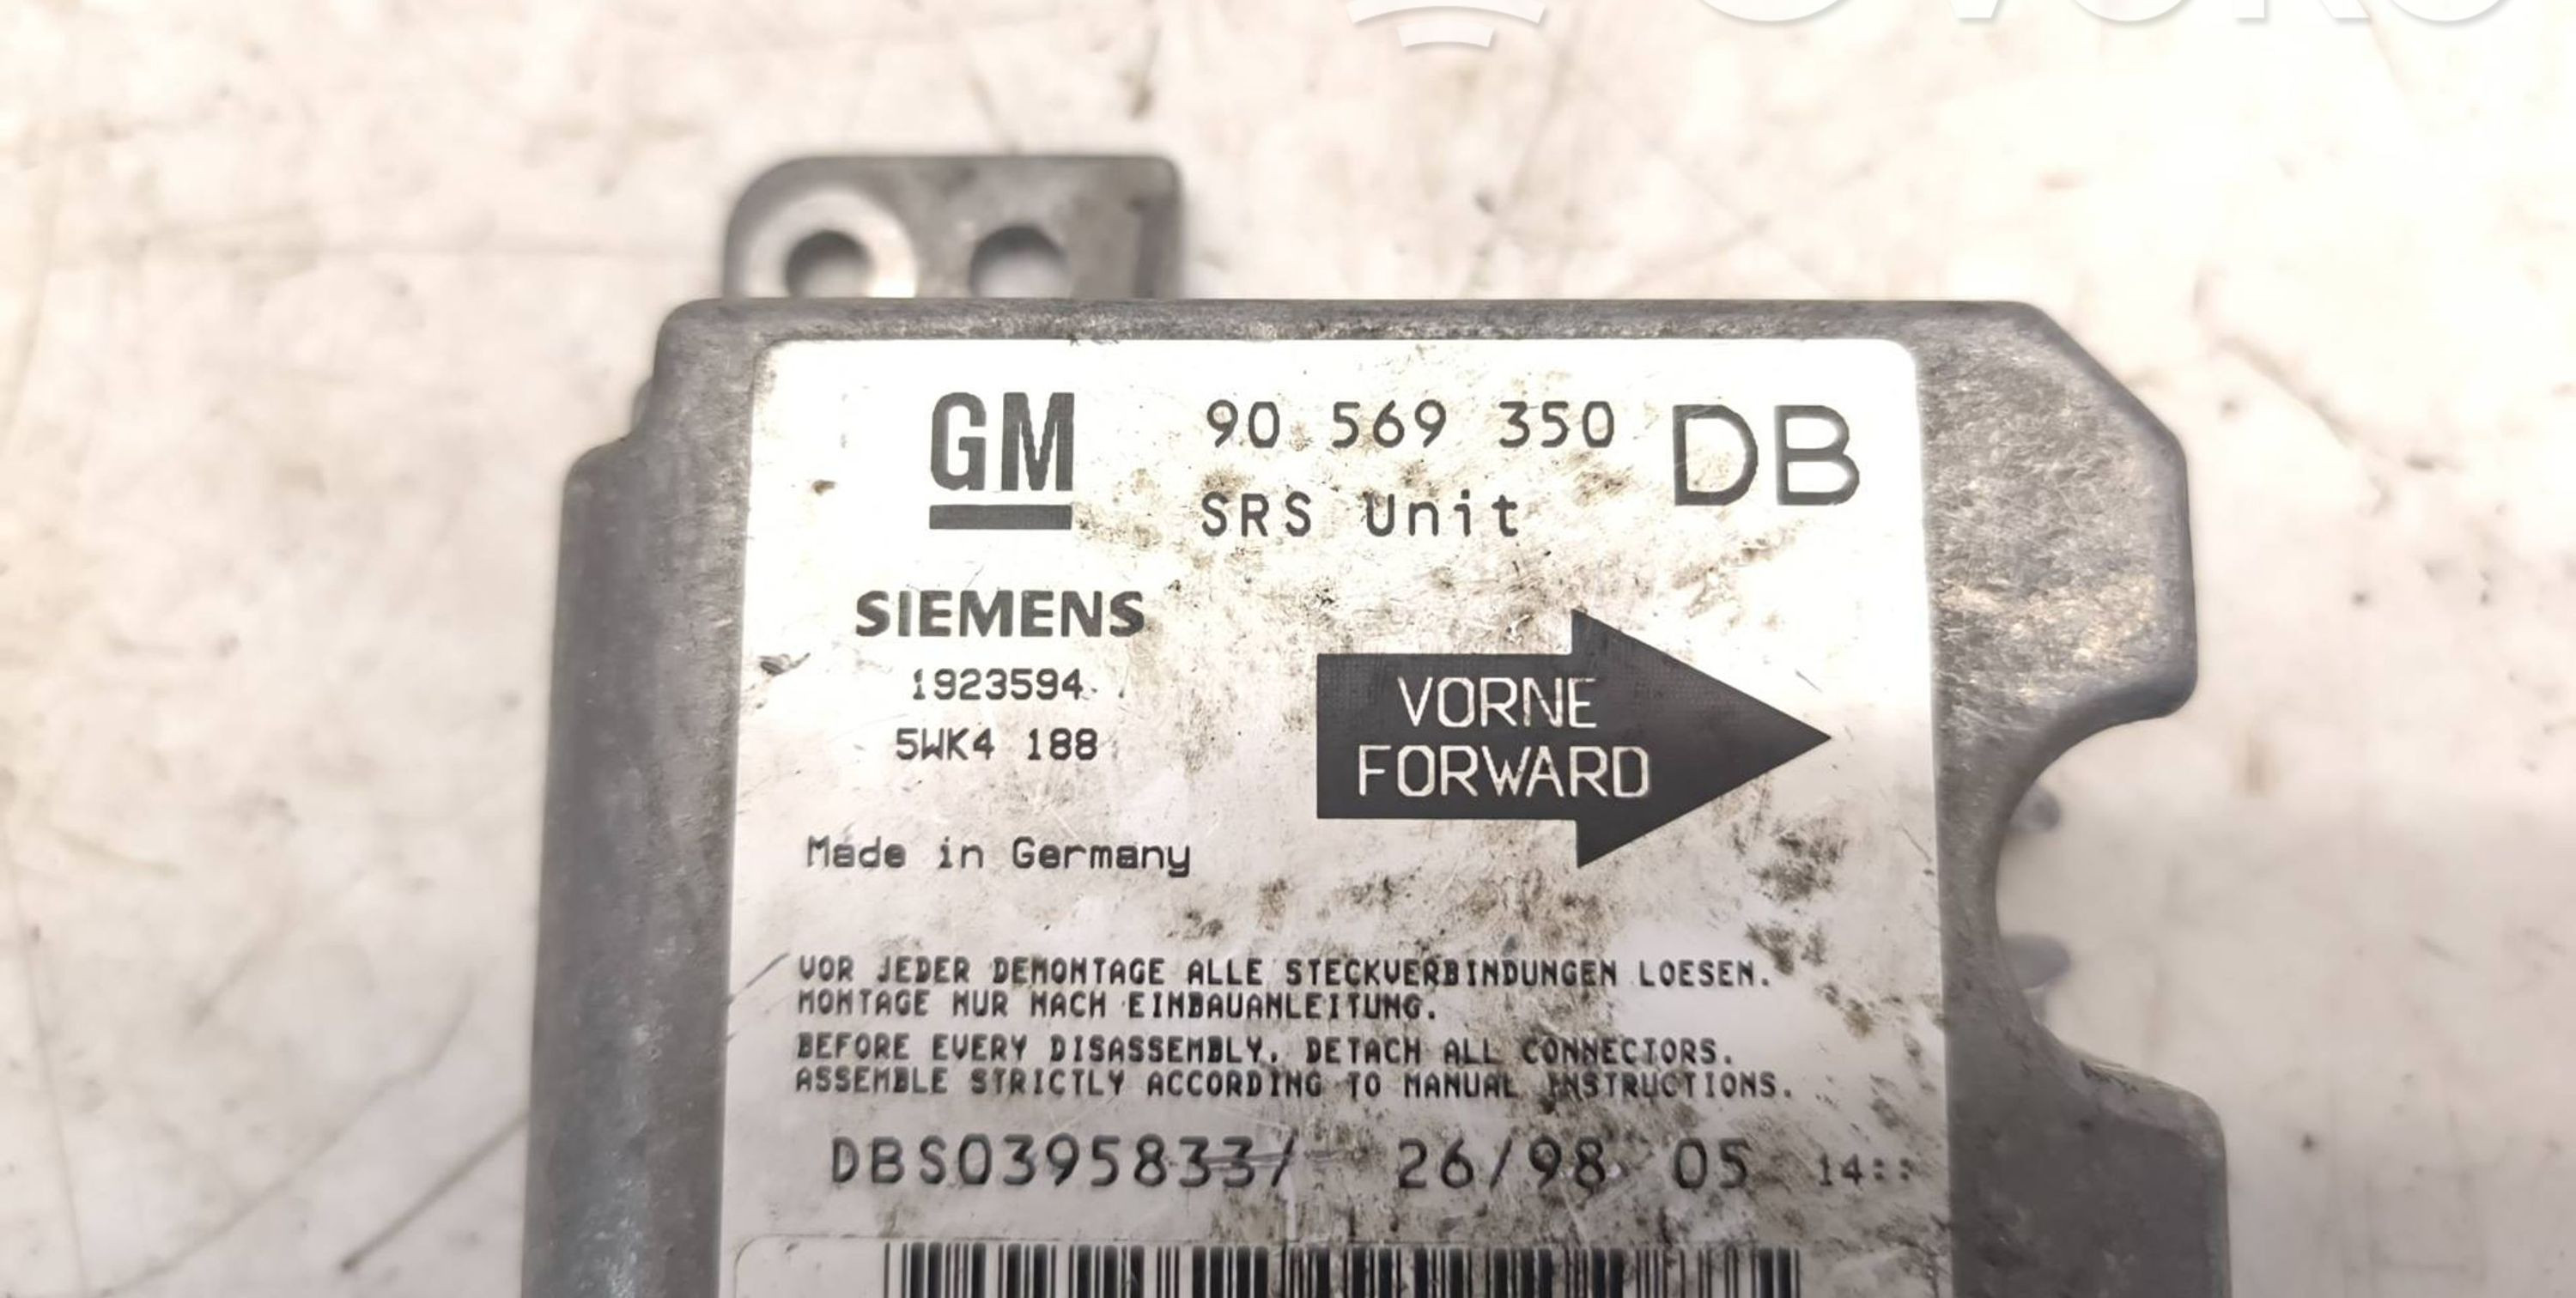 GM
90 569 350 DB
SRS Unit
SIEMENS
1923594
5WK4 188
VORNE
FORWARD
Made in Germany
VOR JEDER DEMONTAGE ALLE STECKVERBINDUNGEN LOESEN.
MONTAGE NUR NACH EINBAUANLEITUNG.
BEFORE EVERY DISASSEMBLY, DETACH ALL CONNECTORS.
ASSEMBLE STRICTLY ACCORDING TO MANUAL INSTRUCTIONS.
26/98 05